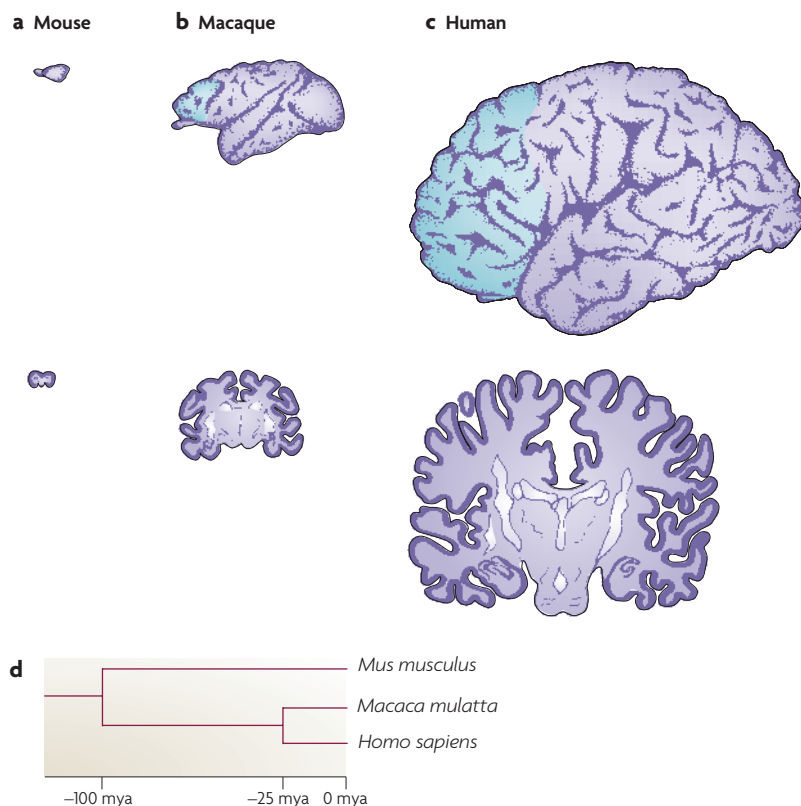 a Mouse
b Macaque
c Human
d
Mus musculus
Macaca mulatta
Homo sapiens
–100 mya
–25 mya
0 mya